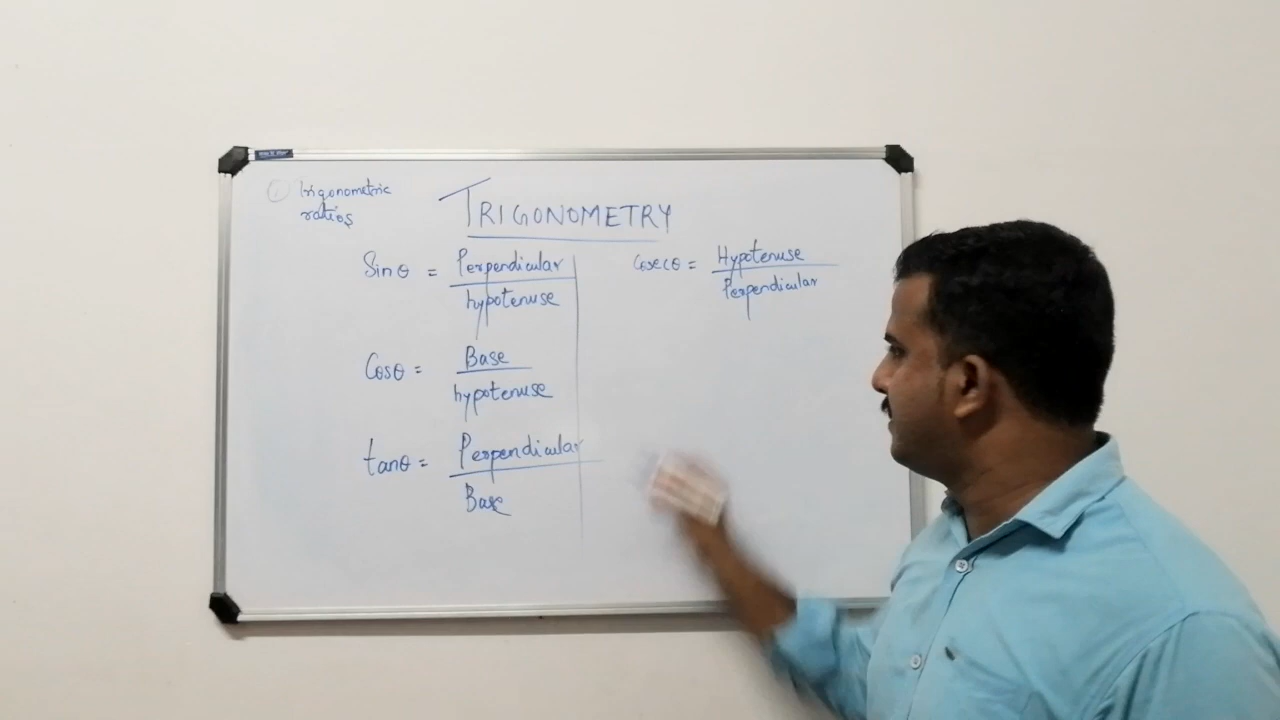 ① Trigonometric
ratios
TRIGONOMETRY
Sinθ = Perpendicular
hypotenuse
Cosecθ = Hypotenuse
Perpendicular
Cosθ = Base
hypotenuse
tanθ = Perpendicular
Base